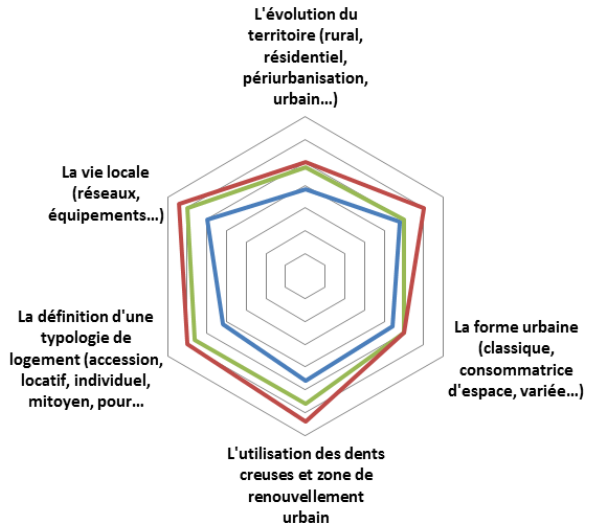 L'évolution du
territoire (rural,
résidentiel,
périurbanisation,
urbain...)
La vie locale
(réseaux,
équipements...)
La définition d'une
typologie de
logement (accession,
locatif, individuel,
mitoyen, pour...
La forme urbaine
(classique,
consommatrice
d'espace, variée...)
L'utilisation des dents
creuses et zone de
renouvellement
urbain